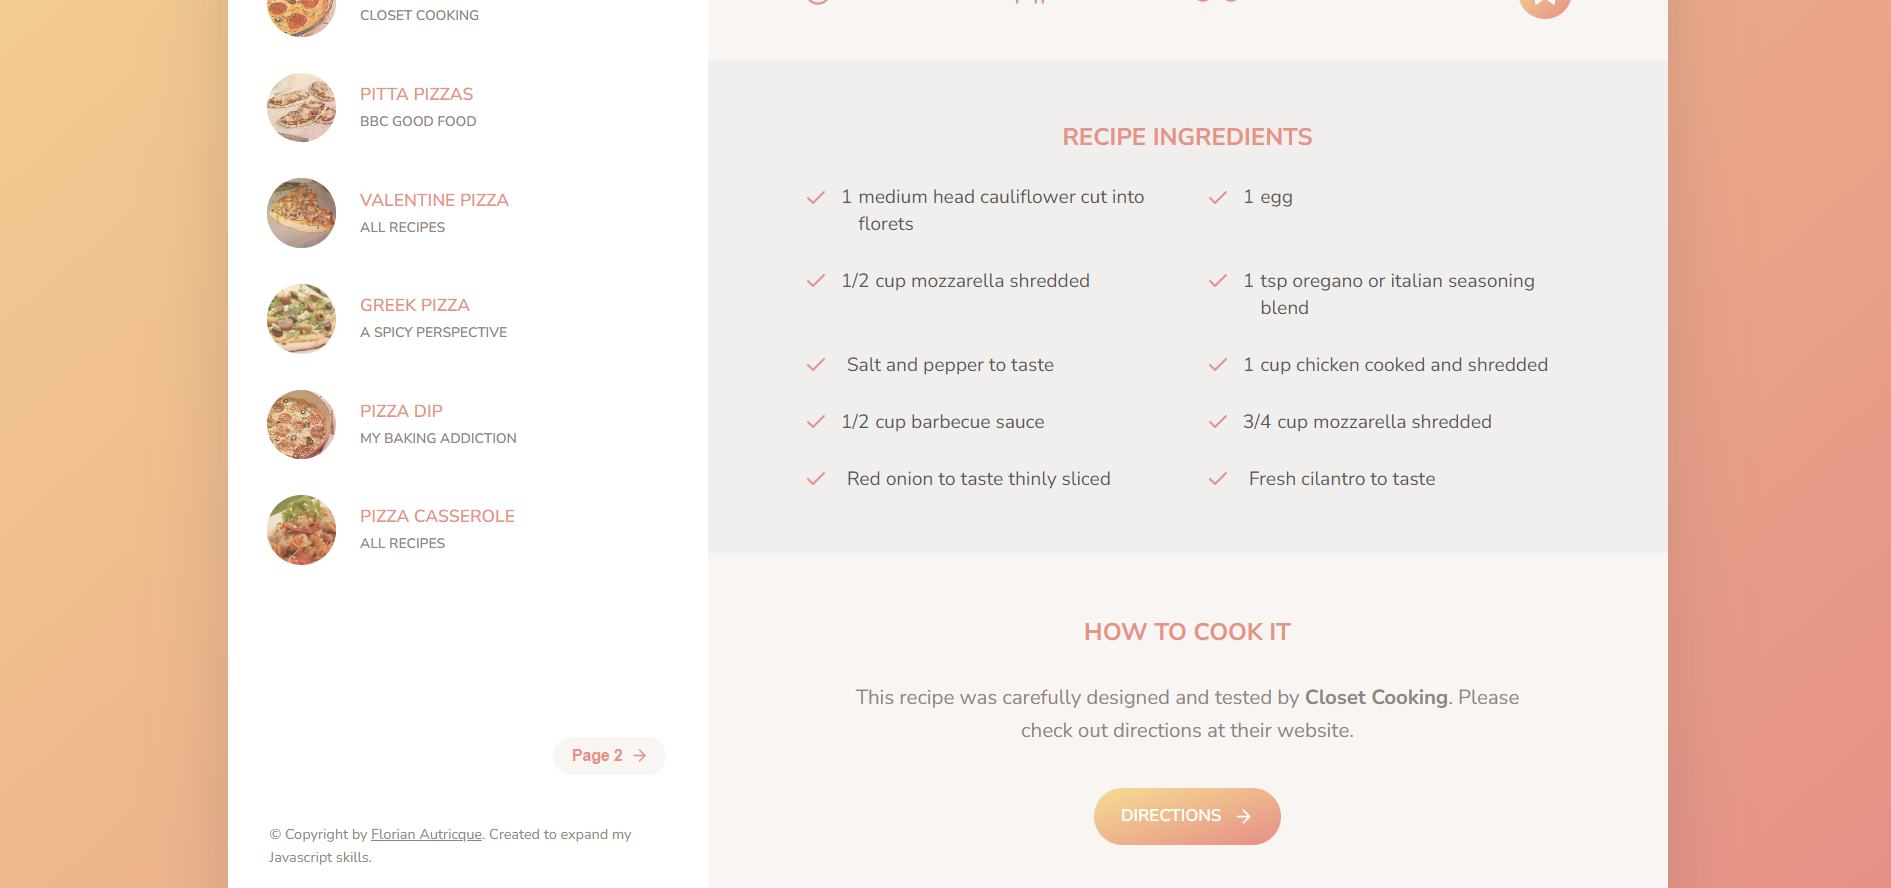 CLOSET COOKING
PITTA PIZZAS
BBC GOOD FOOD
VALENTINE PIZZA
ALL RECIPES
GREEK PIZZA
A SPICY PERSPECTIVE
PIZZA DIP
MY BAKING ADDICTION
PIZZA CASSEROLE
ALL RECIPES
Page 2
© Copyright by Florian Autricque. Created to expand my
Javascript skills.
RECIPE INGREDIENTS
1 medium head cauliflower cut into
florets
1 egg
1/2 cup mozzarella shredded
1 tsp oregano or italian seasoning
blend
Salt and pepper to taste
1 cup chicken cooked and shredded
1/2 cup barbecue sauce
3/4 cup mozzarella shredded
Red onion to taste thinly sliced
Fresh cilantro to taste
HOW TO COOK IT
This recipe was carefully designed and tested by Closet Cooking. Please
check out directions at their website.
DIRECTIONS